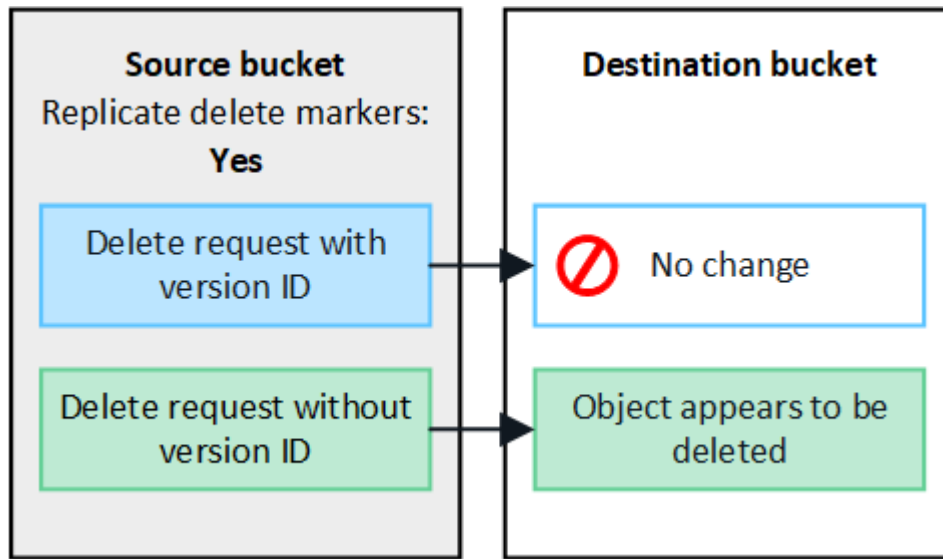 Source bucket
Replicate delete markers:
Yes
Delete request with
version ID
Delete request without
version ID
Destination bucket
No change
Object appears to be
deleted